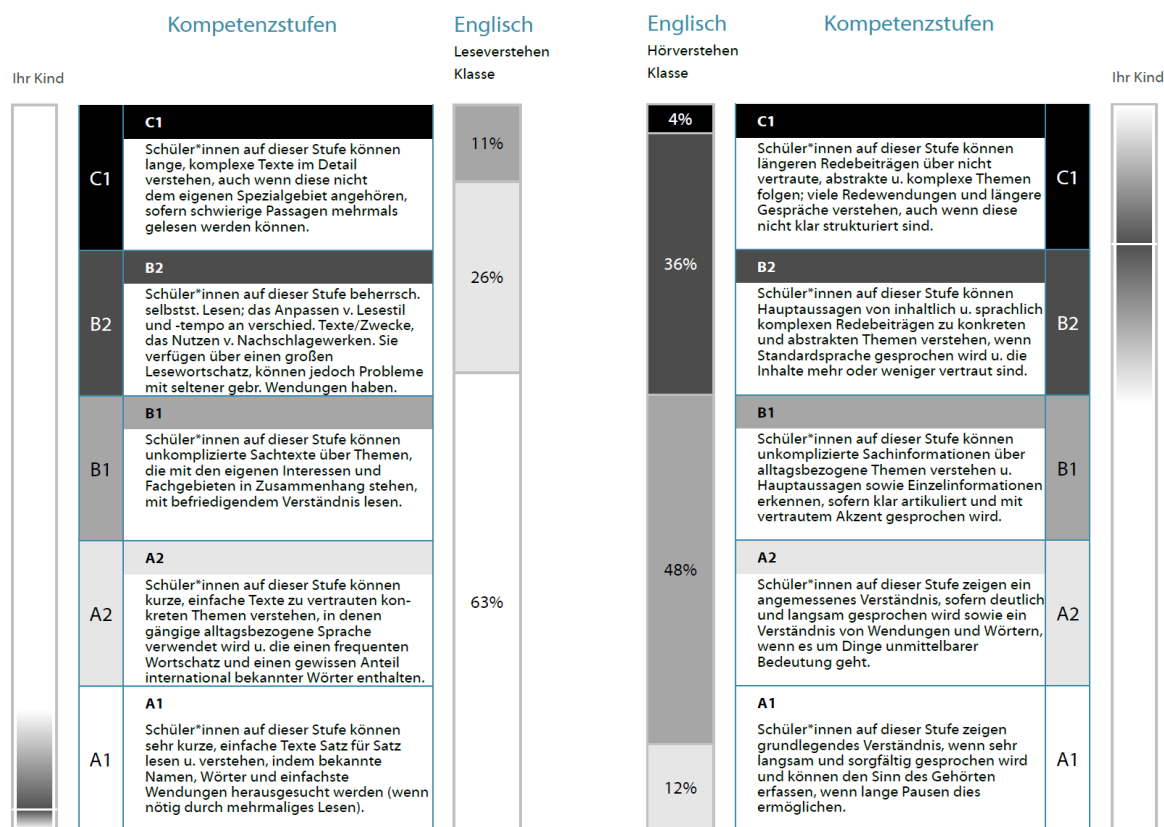 Kompetenzstufen
Englisch
Leseverstehen
Klasse
Ihr Kind
C1
C1
Schüler*innen auf dieser Stufe können
lange, komplexe Texte im Detail
verstehen, auch wenn diese nicht
dem eigenen Spezialgebiet angehören,
sofern schwierige Passagen mehrmals
gelesen werden können.
B2
B2
Schüler*innen auf dieser Stufe beherrsch.
selbstst. Lesen; das Anpassen v. Lesestil
und -tempo an verschied. Texte/Zwecke,
das Nutzen v. Nachschlagewerken. Sie
verfügen über einen großen
Lesewortschatz, können jedoch Probleme
mit seltener gebr. Wendungen haben.
B1
B1
Schüler*innen auf dieser Stufe können
unkomplizierte Sachtexte über Themen,
die mit den eigenen Interessen und
Fachgebieten in Zusammenhang stehen,
mit befriedigendem Verständnis lesen.
A2
A2
Schüler*innen auf dieser Stufe können
kurze, einfache Texte zu vertrauten kon-
kreten Themen verstehen, in denen
gängige alltagsbezogene Sprache
verwendet wird u. die einen frequenten
Wortschatz und einen gewissen Anteil
international bekannter Wörter enthalten.
A1
A1
Schüler*innen auf dieser Stufe können
sehr kurze, einfache Texte Satz für Satz
lesen u. verstehen, indem bekannte
Namen, Wörter und einfachste
Wendungen herausgesucht werden (wenn
nötig durch mehrmaliges Lesen).
11%
26%
63%
Englisch
Hörverstehen
Klasse
Kompetenzstufen
Ihr Kind
4%
36%
48%
12%
C1
Schüler*innen auf dieser Stufe können
längeren Redebeiträgen über nicht
vertraute, abstrakte u. komplexe Themen
folgen; viele Redewendungen und längere
Gespräche verstehen, auch wenn diese
nicht klar strukturiert sind.
C1
B2
Schüler*innen auf dieser Stufe können
Hauptaussagen von inhaltlich u. sprachlich
komplexen Redebeiträgen zu konkreten
und abstrakten Themen verstehen, wenn
Standardsprache gesprochen wird u. die
Inhalte mehr oder weniger vertraut sind.
B2
B1
Schüler*innen auf dieser Stufe können
unkomplizierte Sachinformationen über
alltagsbezogene Themen verstehen u.
Hauptaussagen sowie Einzelinformationen
erkennen, sofern klar artikuliert und mit
vertrautem Akzent gesprochen wird.
B1
A2
Schüler*innen auf dieser Stufe zeigen ein
angemessenes Verständnis, sofern deutlich
und langsam gesprochen wird sowie ein
Verständnis von Wendungen und Wörtern,
wenn es um Dinge unmittelbarer
Bedeutung geht.
A2
A1
Schüler*innen auf dieser Stufe zeigen
grundlegendes Verständnis, wenn sehr
langsam und sorgfältig gesprochen wird
und können den Sinn des Gehörten
erfassen, wenn lange Pausen dies
ermöglichen.
A1